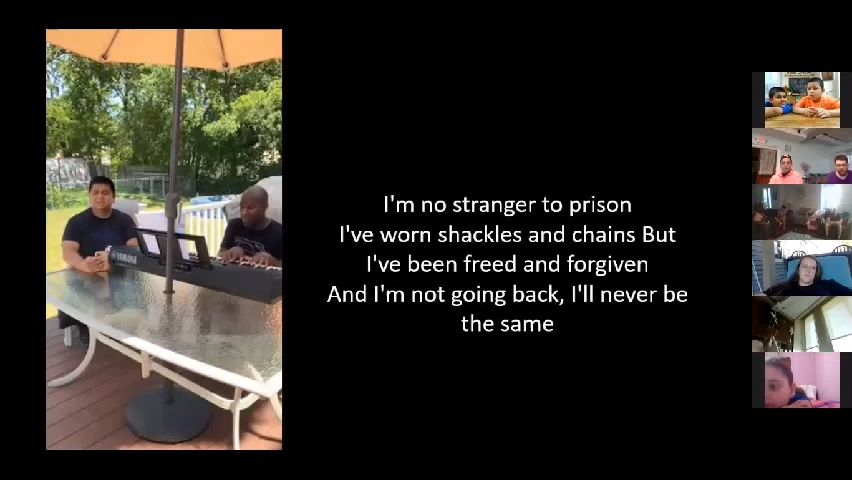 I'm no stranger to prison
I've worn shackles and chains But
I've been freed and forgiven
And I'm not going back, I'll never be
the same
YAMAHA